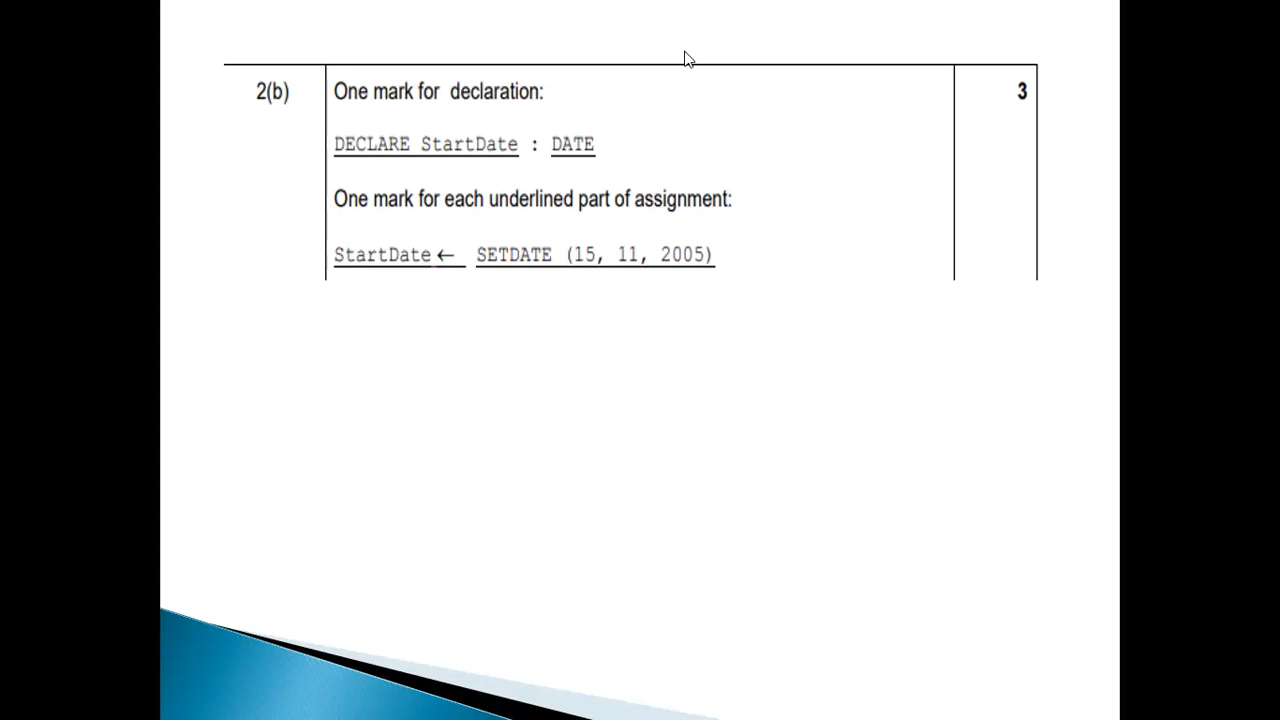 2(b) One mark for declaration: 3
DECLARE StartDate : DATE
One mark for each underlined part of assignment:
StartDate ← SETDATE (15, 11, 2005)